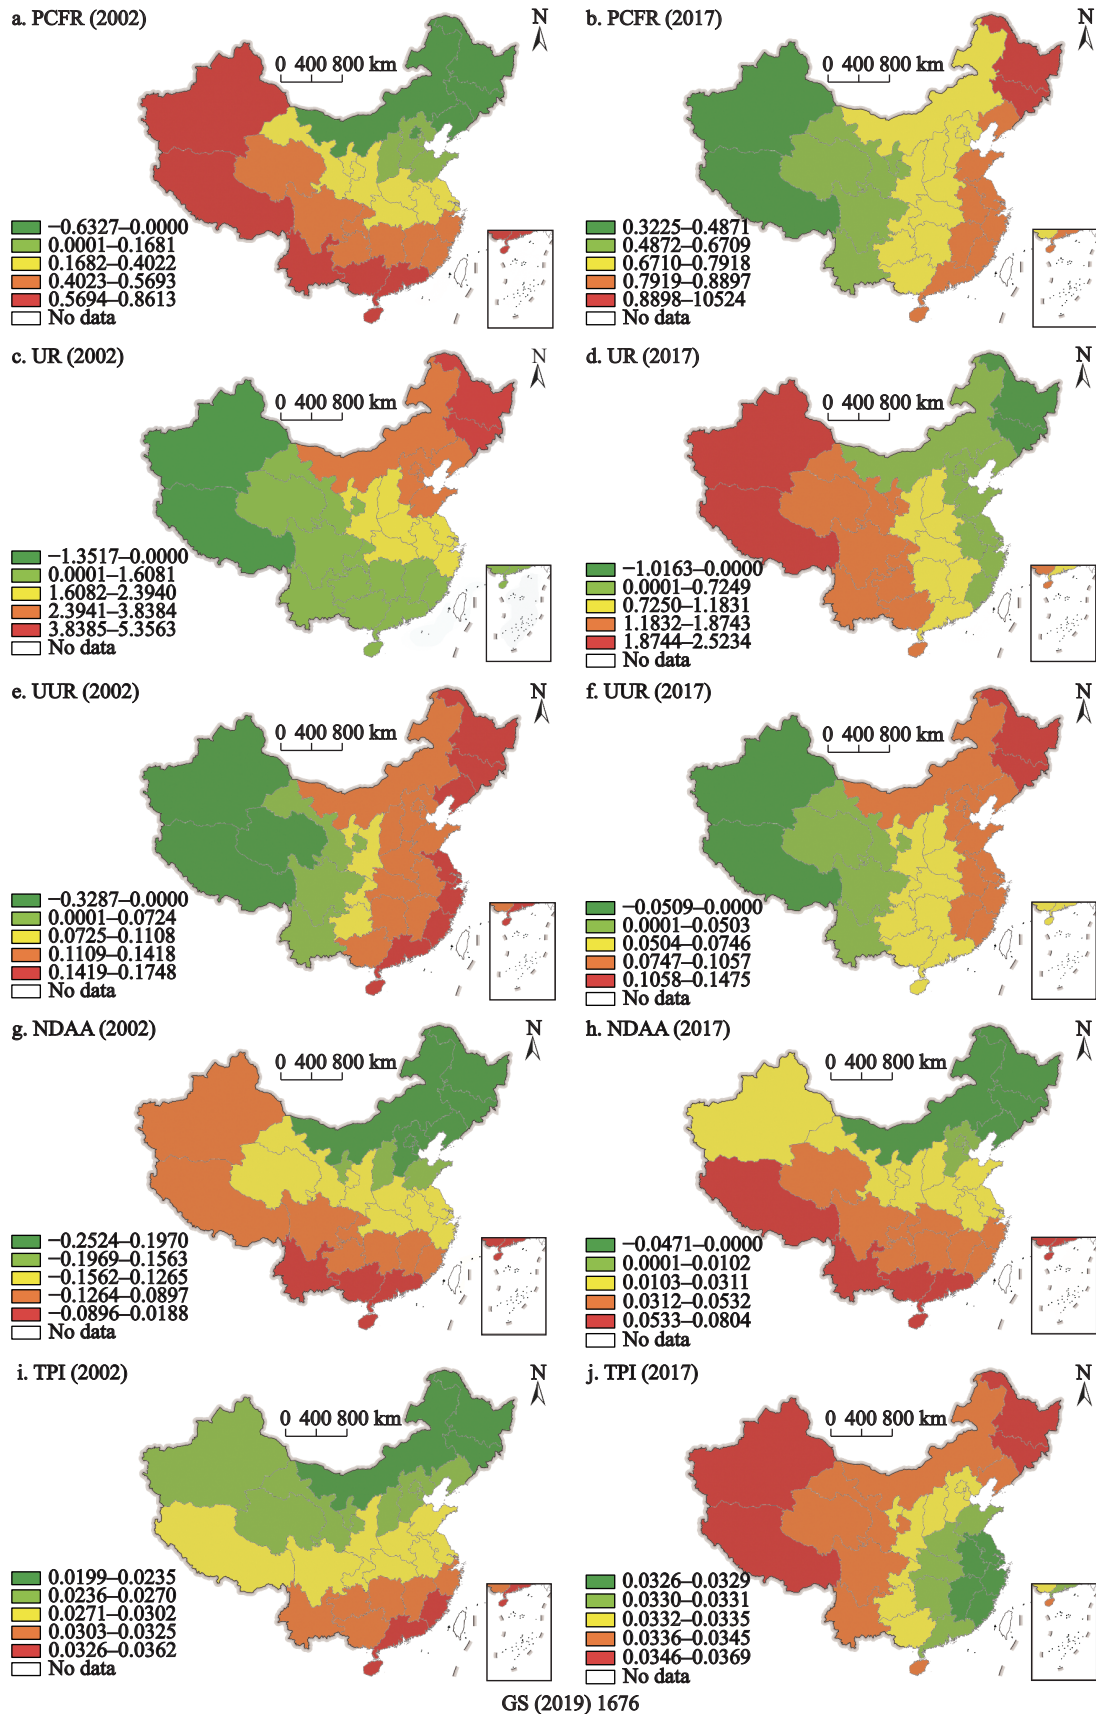 a. PCFR (2002)
N
0 400 800 km
−0.6327–0.0000
0.0001–0.1681
0.1682–0.4022
0.4023–0.5693
0.5694–0.8613
No data
b. PCFR (2017)
N
0 400 800 km
0.3225–0.4871
0.4872–0.6709
0.6710–0.7918
0.7919–0.8897
0.8898–10524
No data
c. UR (2002)
N
0 400 800 km
−1.3517–0.0000
0.0001–1.6081
1.6082–2.3940
2.3941–3.8384
3.8385–5.3563
No data
d. UR (2017)
N
0 400 800 km
−1.0163–0.0000
0.0001–0.7249
0.7250–1.1831
1.1832–1.8743
1.8744–2.5234
No data
e. UUR (2002)
N
0 400 800 km
−0.3287–0.0000
0.0001–0.0724
0.0725–0.1108
0.1109–0.1418
0.1419–0.1748
No data
f. UUR (2017)
N
0 400 800 km
−0.0509–0.0000
0.0001–0.0503
0.0504–0.0746
0.0747–0.1057
0.1058–0.1475
No data
g. NDAA (2002)
N
0 400 800 km
−0.2524–0.1970
−0.1969–0.1563
−0.1562–0.1265
−0.1264–0.0897
−0.0896–0.0188
No data
h. NDAA (2017)
N
0 400 800 km
−0.0471–0.0000
0.0001–0.0102
0.0103–0.0311
0.0312–0.0532
0.0533–0.0804
No data
i. TPI (2002)
N
0 400 800 km
0.0199–0.0235
0.0236–0.0270
0.0271–0.0302
0.0303–0.0325
0.0326–0.0362
No data
j. TPI (2017)
N
0 400 800 km
0.0326–0.0329
0.0330–0.0331
0.0332–0.0335
0.0336–0.0345
0.0346–0.0369
No data
GS (2019) 1676